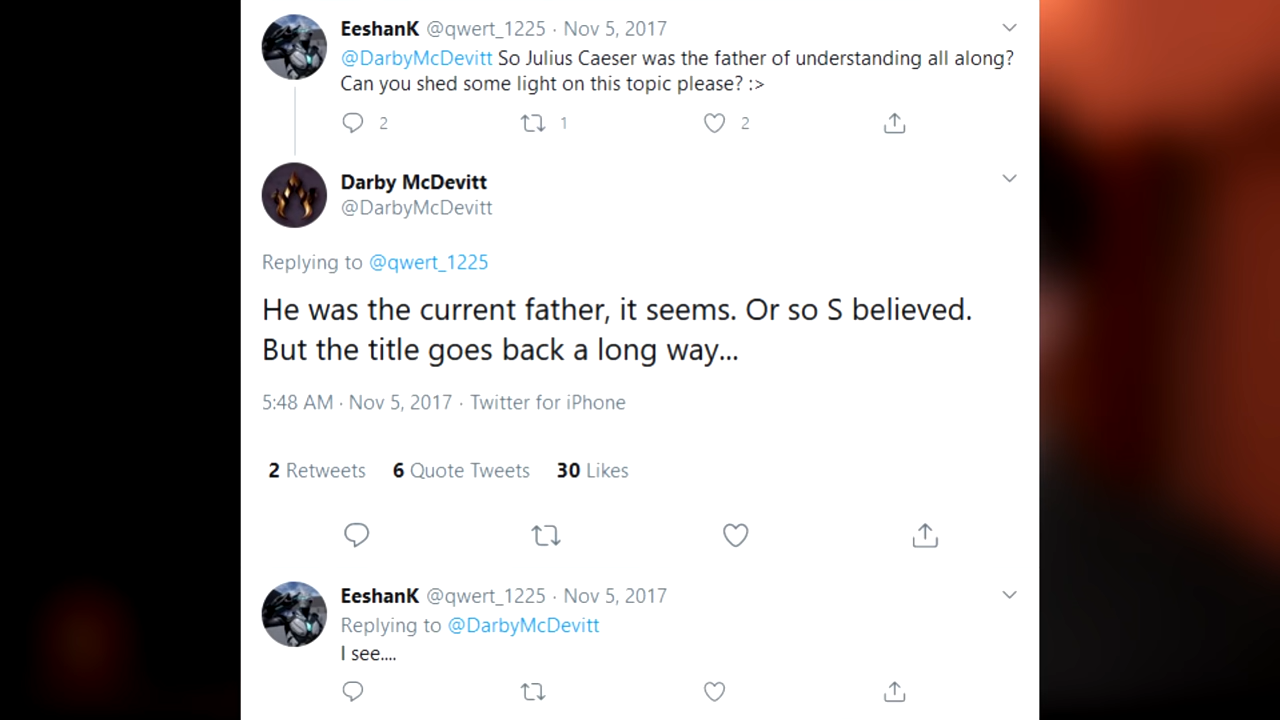 EeshanK @qwert_1225 · Nov 5, 2017
@DarbyMcDevitt So Julius Caeser was the father of understanding all along?
Can you shed some light on this topic please? :>
2 1 2
Darby McDevitt
@DarbyMcDevitt
Replying to @qwert_1225
He was the current father, it seems. Or so S believed.
But the title goes back a long way...
5:48 AM · Nov 5, 2017 · Twitter for iPhone
2 Retweets 6 Quote Tweets 30 Likes
EeshanK @qwert_1225 · Nov 5, 2017
Replying to @DarbyMcDevitt
I see....